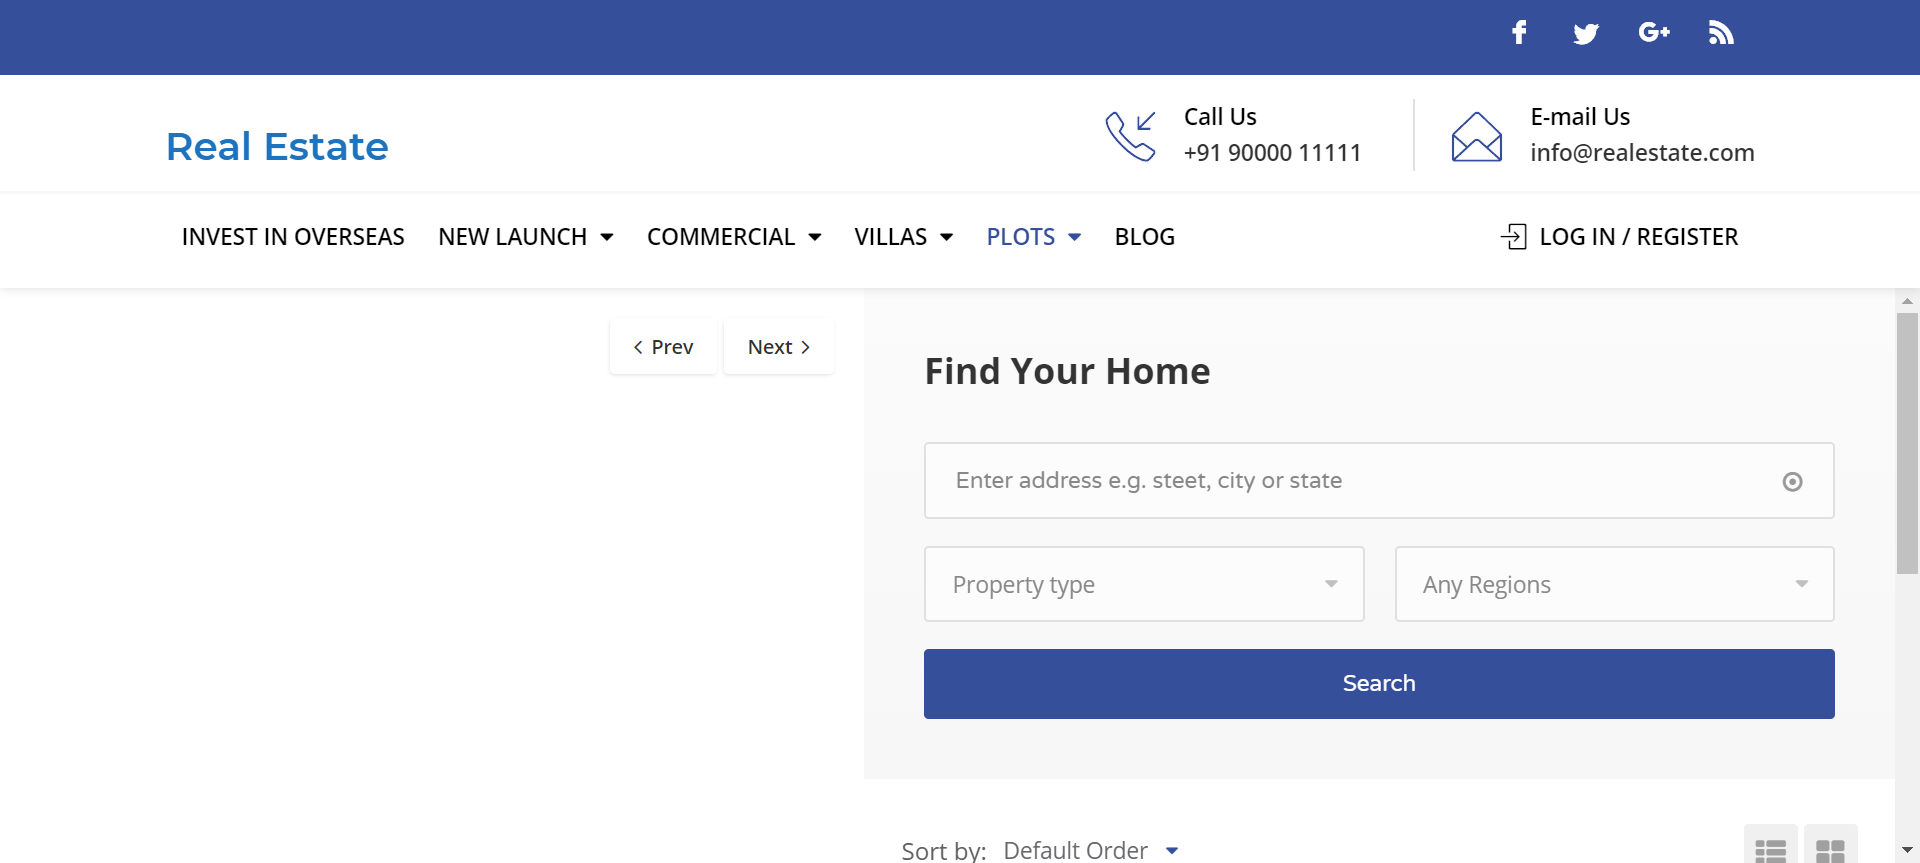 Real Estate
Call Us
+91 90000 11111
E-mail Us
info@realestate.com
INVEST IN OVERSEAS NEW LAUNCH COMMERCIAL VILLAS PLOTS BLOG LOG IN / REGISTER
Prev Next
Find Your Home
Enter address e.g. steet, city or state
Property type Any Regions
Search
Sort by: Default Order